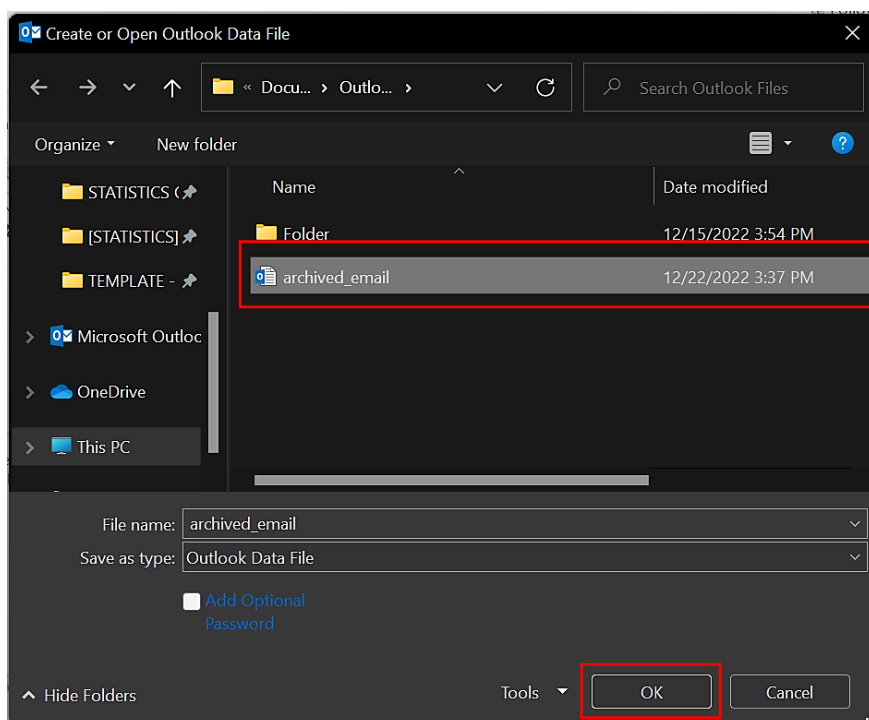 Create or Open Outlook Data File
« Docu... › Outlo... ›
Search Outlook Files
Organize
New folder
?
Name
Date modified
STATISTICS (
[STATISTICS]
TEMPLATE -
Microsoft Outloc
OneDrive
This PC
Folder 12/15/2022 3:54 PM
archived_email 12/22/2022 3:37 PM
File name: archived_email
Save as type: Outlook Data File
Add Optional
Password
Hide Folders
Tools
OK
Cancel